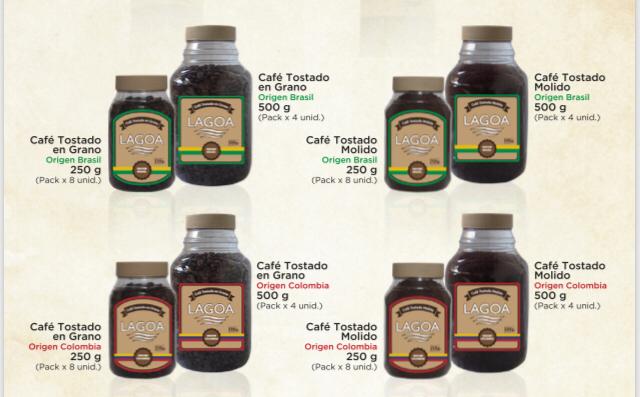 Café Tostado
en Grano
Origen Brasil
500 g
(Pack x 4 unid.)
LAGOA
Café Tostado
en Grano
Origen Brasil
250 g
(Pack x 8 unid.)
LAGOA
Café Tostado
Molido
Origen Brasil
500 g
(Pack x 4 unid.)
LAGOA
Café Tostado
Molido
Origen Brasil
250 g
(Pack x 8 unid.)
LAGOA
Café Tostado
en Grano
Origen Colombia
500 g
(Pack x 4 unid.)
LAGOA
Café Tostado
en Grano
Origen Colombia
250 g
(Pack x 8 unid.)
LAGOA
Café Tostado
Molido
Origen Colombia
500 g
(Pack x 4 unid.)
LAGOA
Café Tostado
Molido
Origen Colombia
250 g
(Pack x 8 unid.)
LAGOA